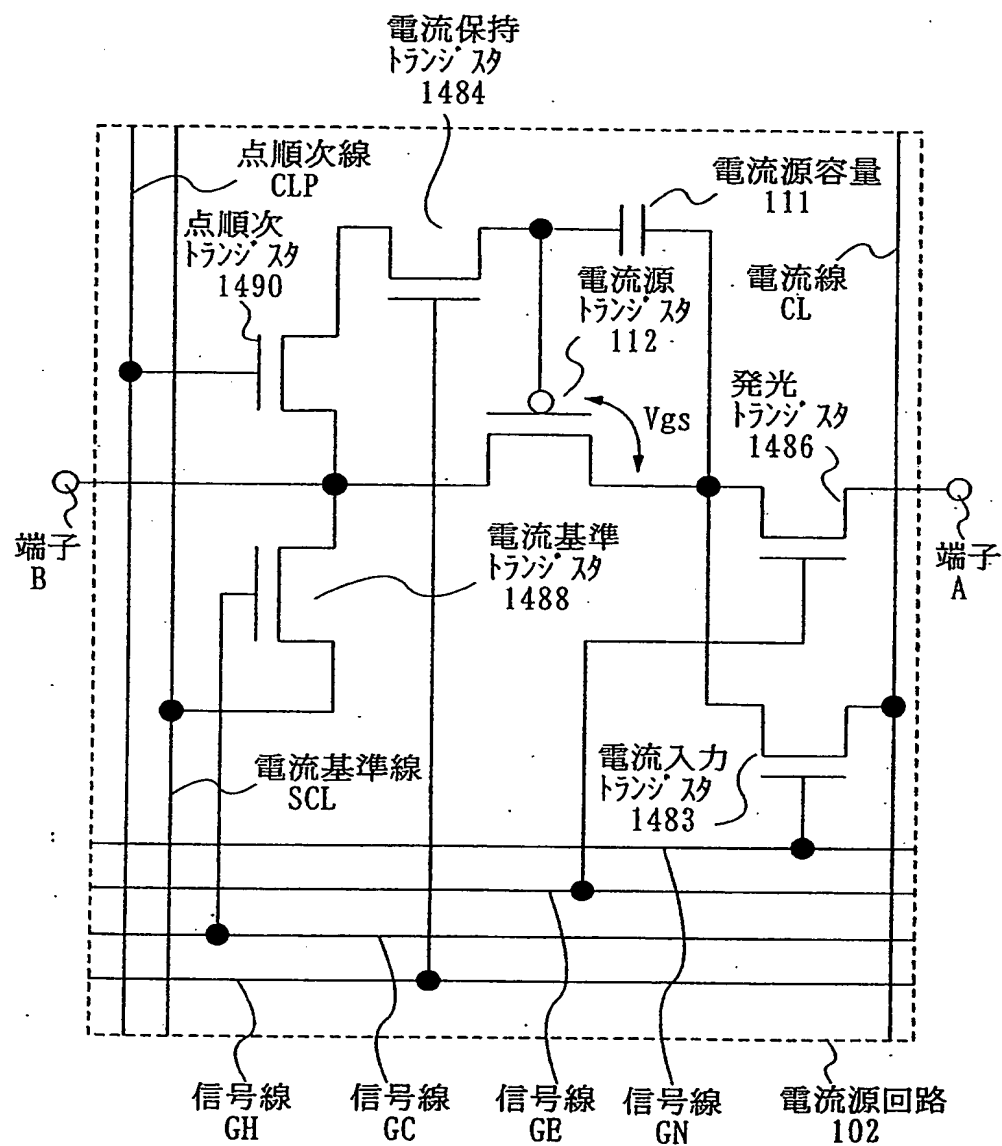 電流保持
トランジスタ
1484
点順次線
CLP
電流源容量
111
点順次
トランジスタ
1490
電流源
トランジスタ
112
電流線
CL
Vgs
発光
トランジスタ
1486
端子
B
電流基準
トランジスタ
1488
端子
A
電流基準線
SCL
電流入力
トランジスタ
1483
信号線
GH
信号線
GC
信号線
GE
信号線
GN
電流源回路
102